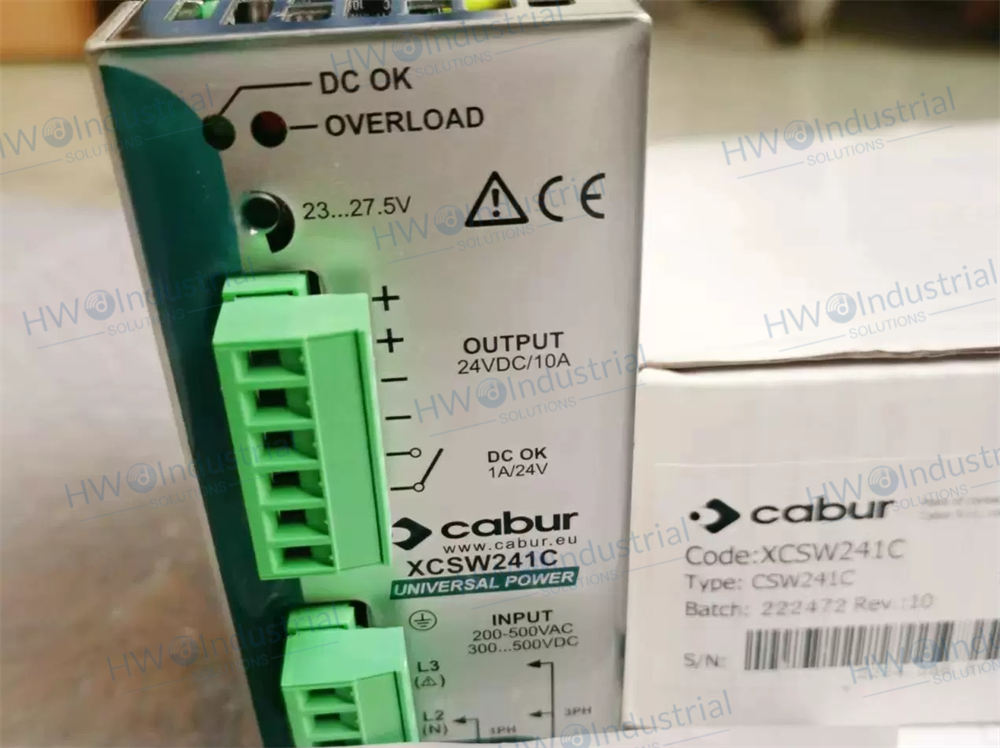 DC OK
OVERLOAD
23...27.5V
CE
+
+
OUTPUT
24VDC/10A
−
−
DC OK
1A/24V
cabur
www.cabur.eu
XCSW241C
UNIVERSAL POWER
INPUT
200-500VAC
300...500VDC
L3
L2
(N)
1PH
3PH
cabur
Code:XCSW241C
Type: CSW241C
Batch: 222472 Rev.:10
S/N:
HW Industrial
SOLUTIONS